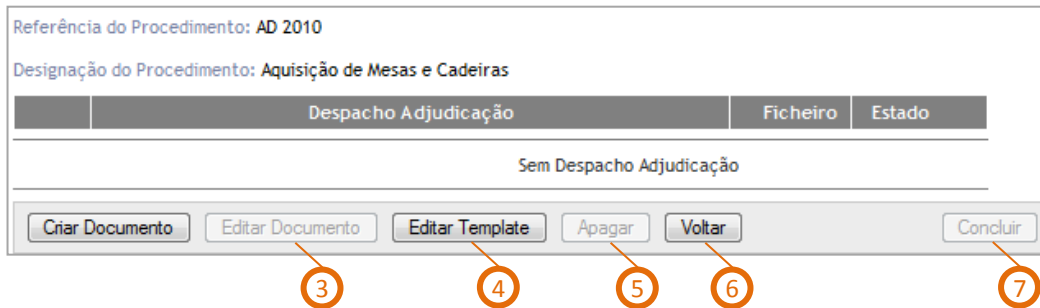 Referência do Procedimento: AD 2010
Designação do Procedimento: Aquisição de Mesas e Cadeiras
Despacho Adjudicação Ficheiro Estado
Sem Despacho Adjudicação
Criar Documento Editar Documento Editar Template Apagar Voltar Concluir
3 4 5 6 7